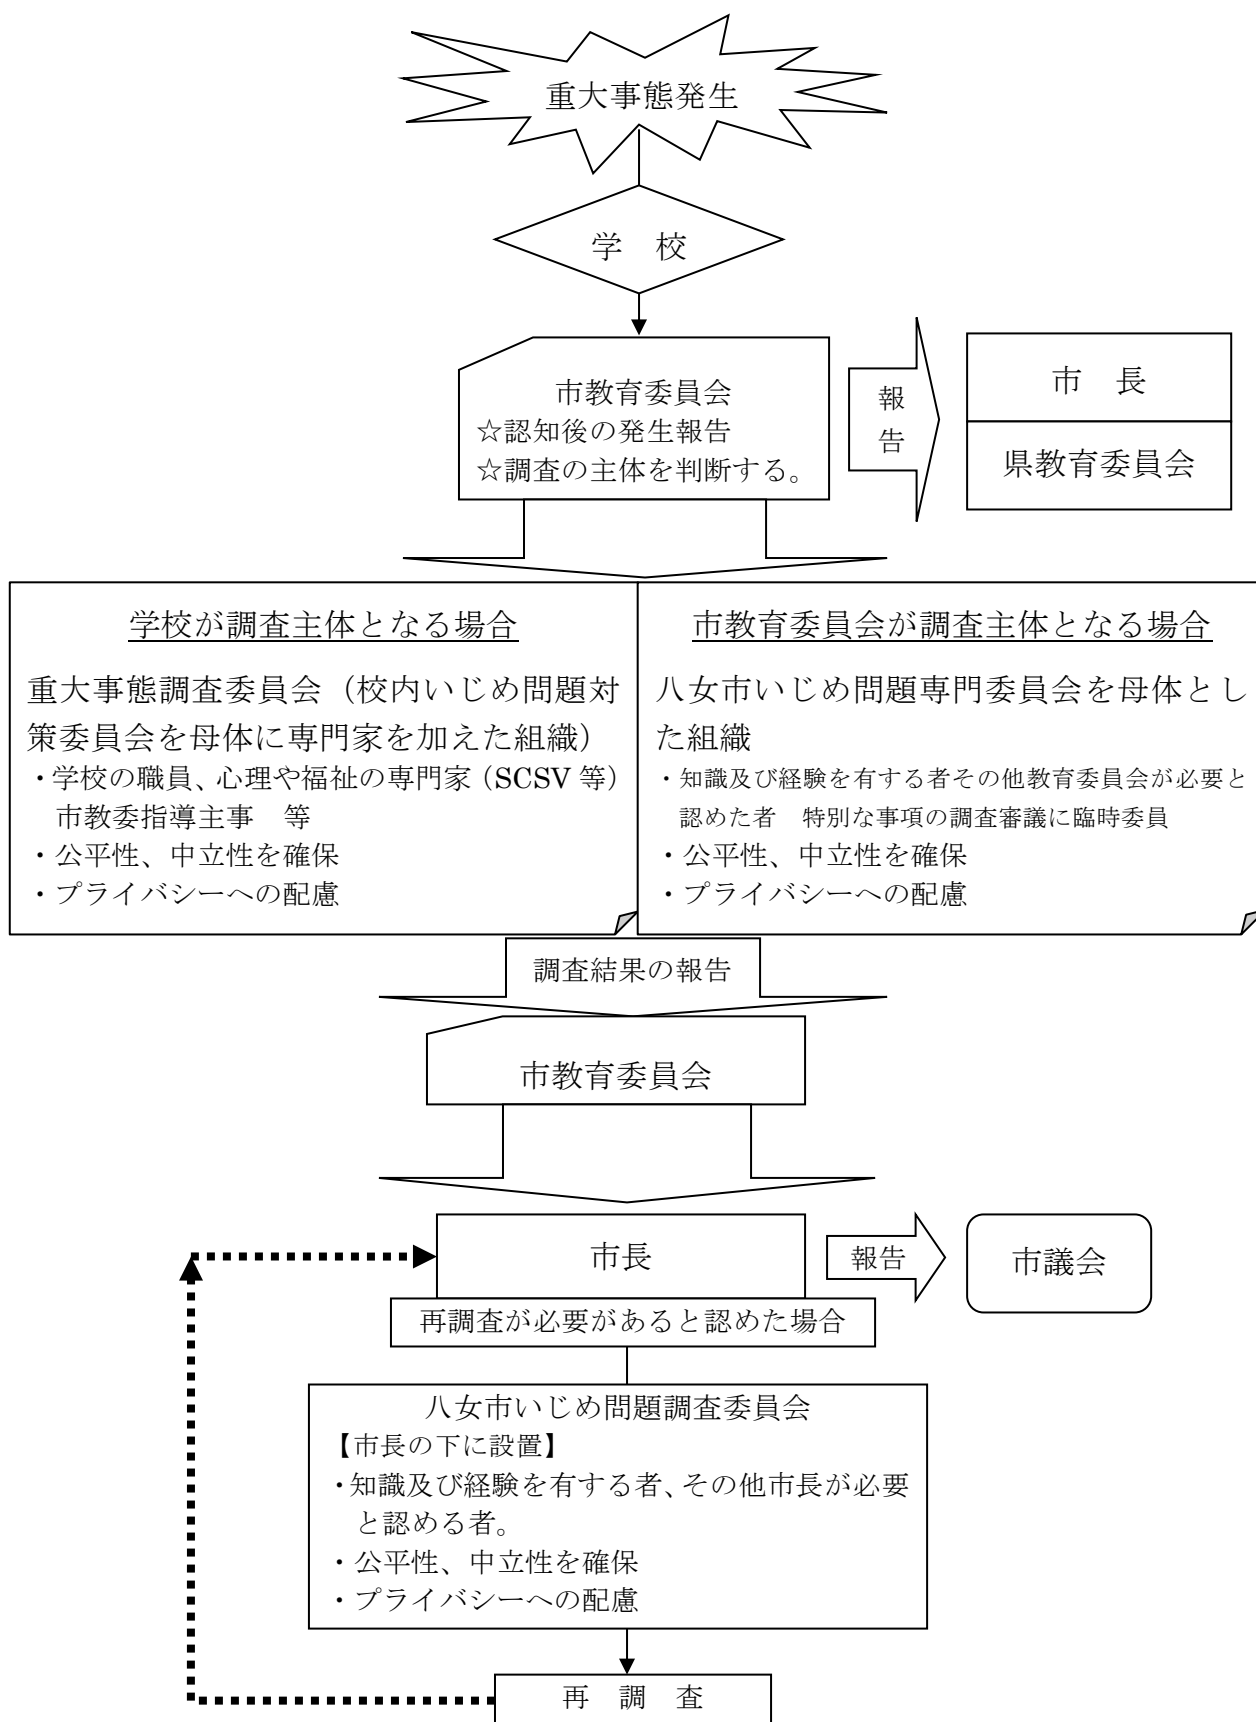 重大事態発生
学　校
市教育委員会
☆認知後の発生報告
☆調査の主体を判断する。
報
告
市　長
県教育委員会
学校が調査主体となる場合
重大事態調査委員会（校内いじめ問題対
策委員会を母体に専門家を加えた組織）
・学校の職員、心理や福祉の専門家（SCSV 等）
市教委指導主事　等
・公平性、中立性を確保
・プライバシーへの配慮
市教育委員会が調査主体となる場合
八女市いじめ問題専門委員会を母体とし
た組織
・知識及び経験を有する者その他教育委員会が必要と
認めた者　特別な事項の調査審議に臨時委員
・公平性、中立性を確保
・プライバシーへの配慮
調査結果の報告
市教育委員会
市長
報告
市議会
再調査が必要があると認めた場合
八女市いじめ問題調査委員会
【市長の下に設置】
・知識及び経験を有する者、その他市長が必要
と認める者。
・公平性、中立性を確保
・プライバシーへの配慮
再　調　査